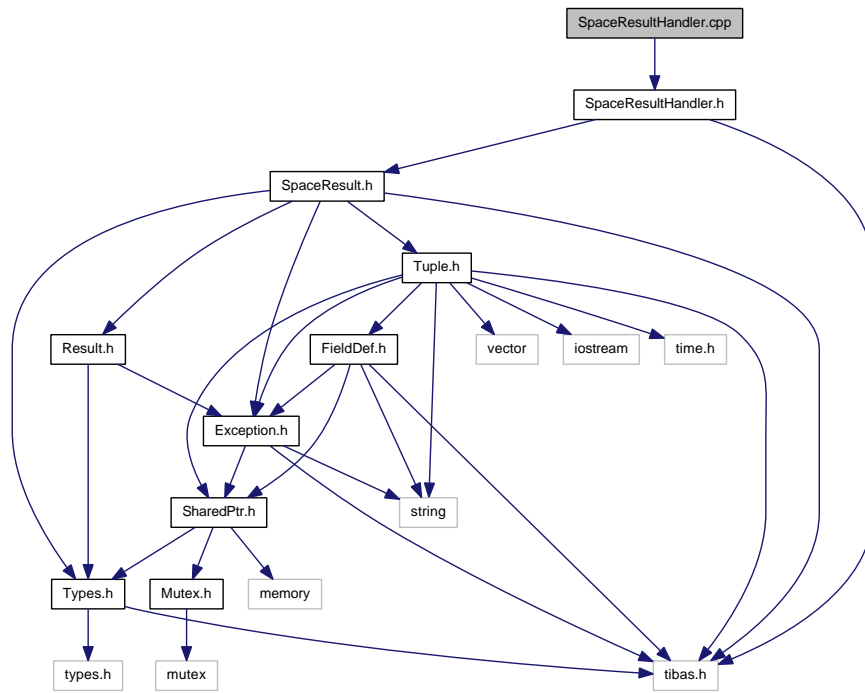 SpaceResultHandler.cpp
SpaceResultHandler.h
SpaceResult.h
Tuple.h
Result.h
FieldDef.h
vector
iostream
time.h
Exception.h
SharedPtr.h
string
Types.h
Mutex.h
memory
types.h
mutex
tibas.h